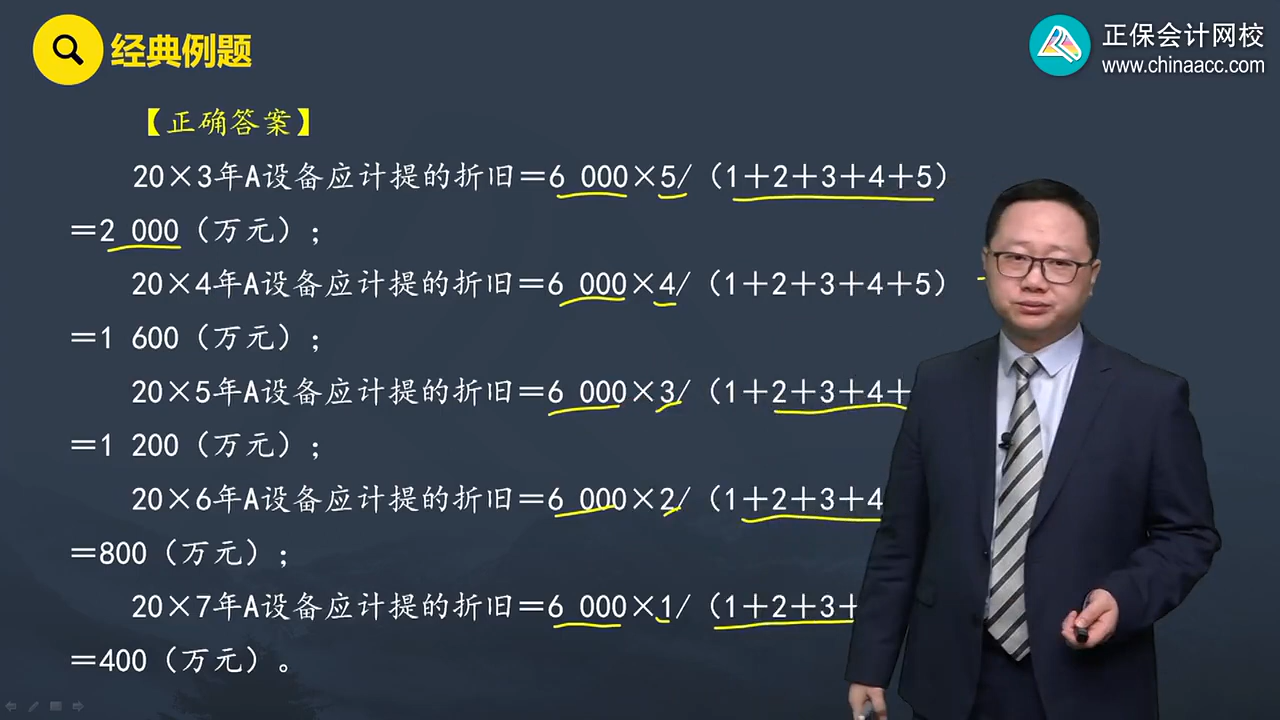 经典例题
正保会计网校
www.chinaacc.com
【正确答案】
20×3年A设备应计提的折旧＝6 000×5/（1＋2＋3＋4＋5）
＝2 000（万元）；
20×4年A设备应计提的折旧＝6 000×4/（1＋2＋3＋4＋5）
＝1 600（万元）；
20×5年A设备应计提的折旧＝6 000×3/（1＋2＋3＋4＋
＝1 200（万元）；
20×6年A设备应计提的折旧＝6 000×2/（1＋2＋3＋4
＝800（万元）；
20×7年A设备应计提的折旧＝6 000×1/（1＋2＋3＋
＝400（万元）。